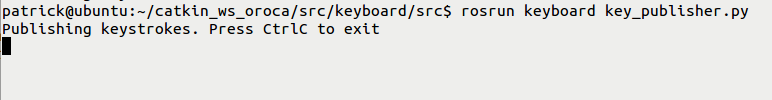 patrick@ubuntu:~/catkin_ws_oroca/src/keyboard/src$ rosrun keyboard key_publisher.py
Publishing keystrokes. Press CtrlC to exit